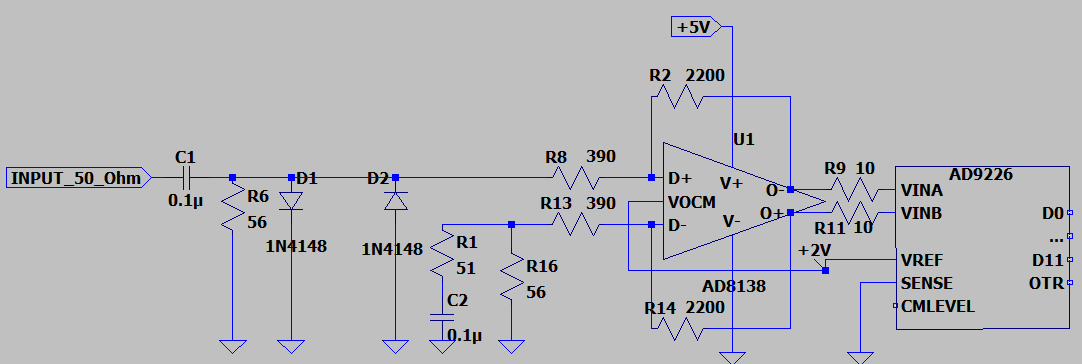 +5V
R2 2200
C1
U1
R8 390
R9 10
AD9226
INPUT_50_Ohm
D1
D2
D+
V+
O-
VINA
0.1µ
R6
R13 390
VOCM
56
D-
V-
O+
VINB
D0
R11 10
1N4148
1N4148
R1
+2V
...
51
R16
VREF
D11
56
AD8138
SENSE
OTR
C2
R14 2200
CMLEVEL
0.1µ